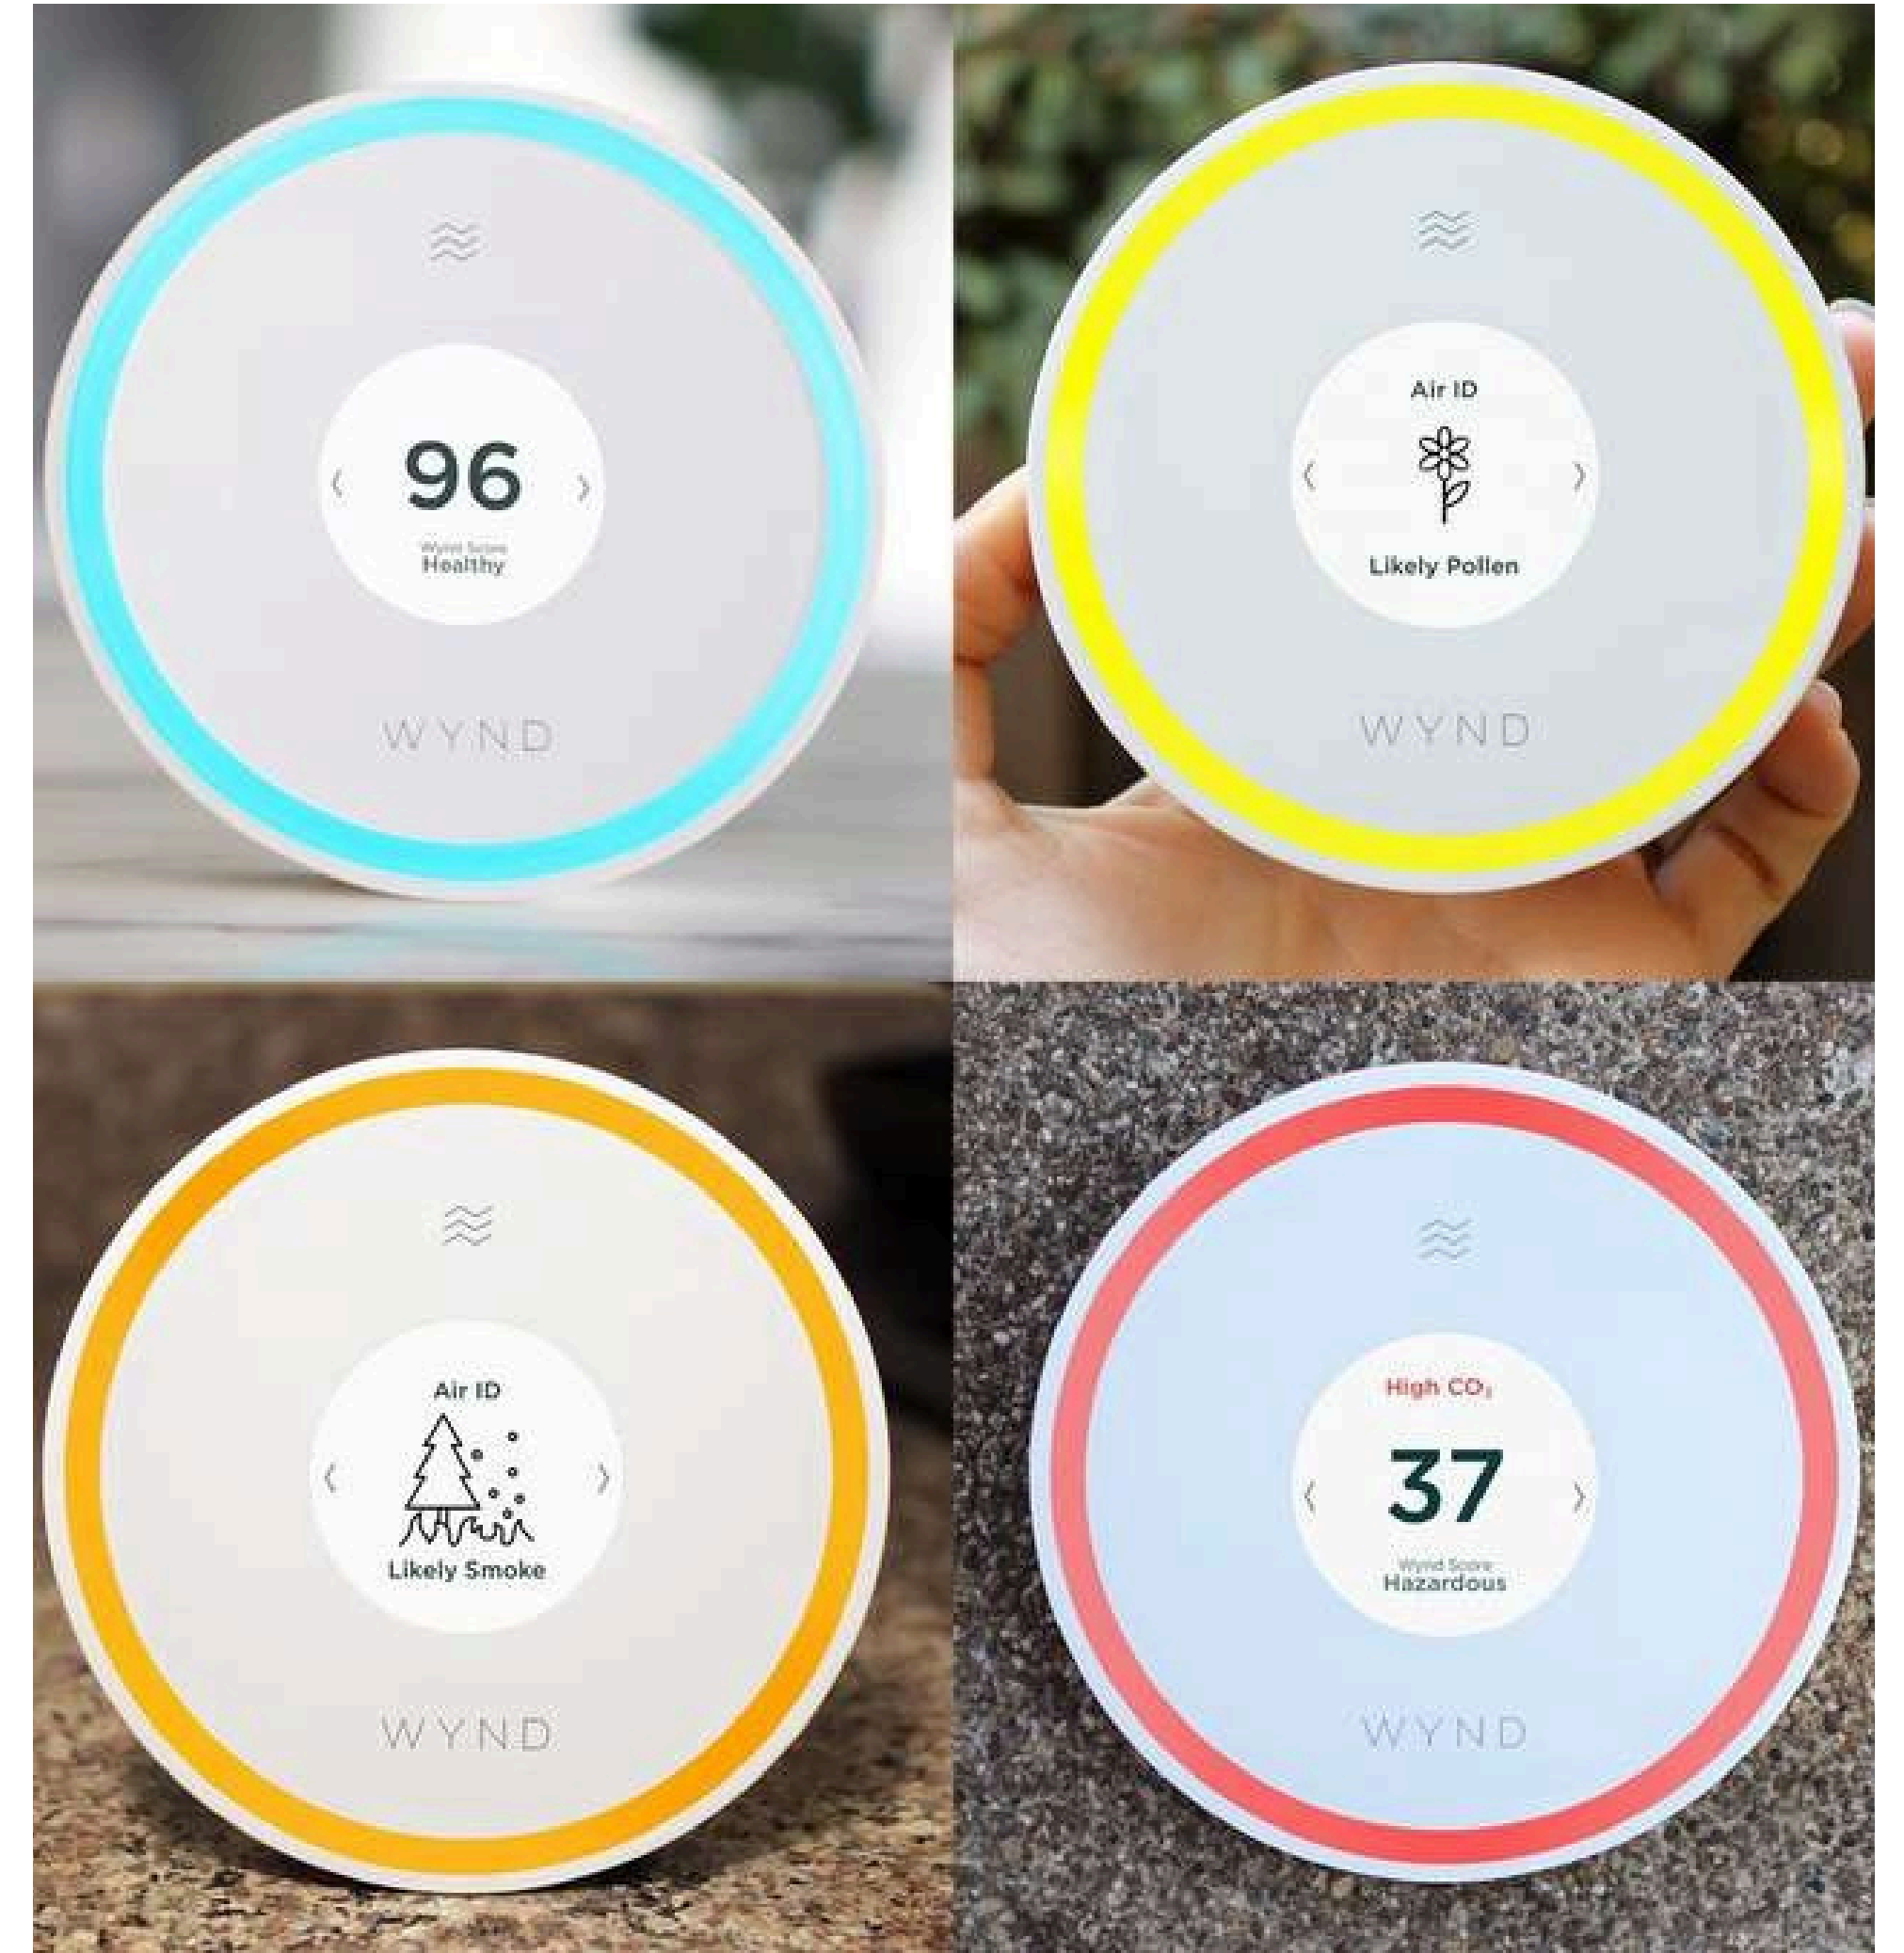 96
Wynd Score
Healthy
WYND
Air ID
Likely Pollen
WYND
Air ID
Likely Smoke
WYND
High CO₂
37
Wynd Score
Hazardous
WYND